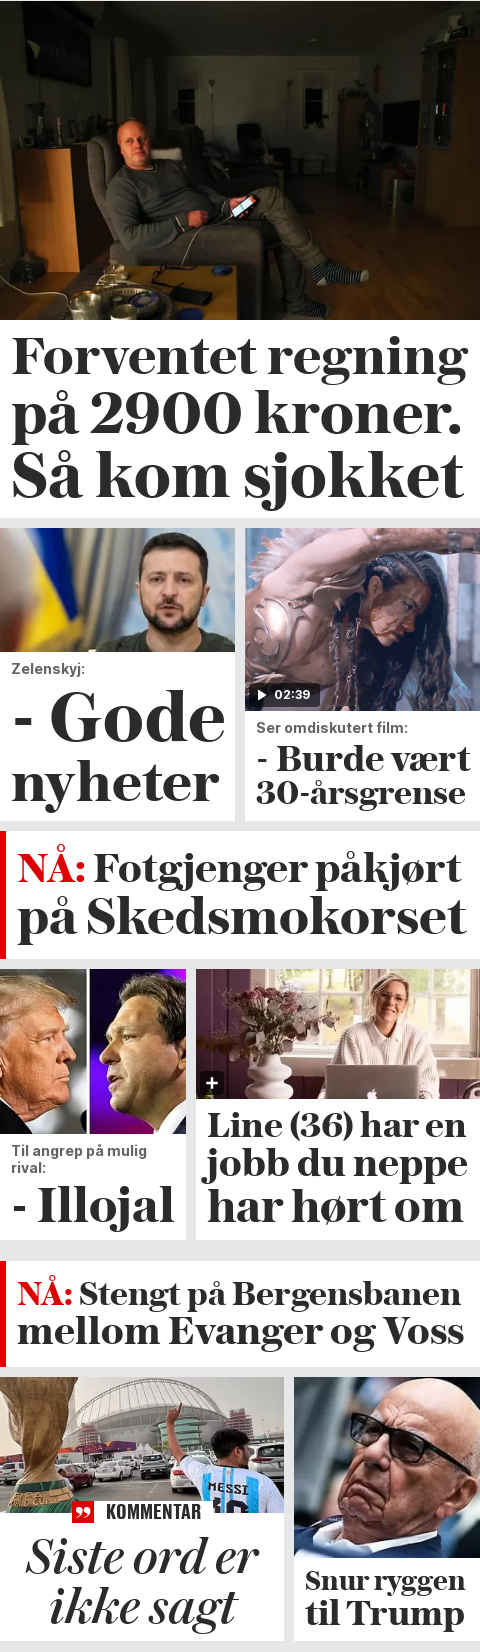 Forventet regning
på 2900 kroner.
Så kom sjokket
Zelenskyj:
- Gode
nyheter
02:39
Ser omdiskutert film:
- Burde vært
30-årsgrense
NÅ: Fotgjenger påkjørt
på Skedsmokorset
Til angrep på mulig
rival:
- Illojal
Line (36) har en
jobb du neppe
har hørt om
NÅ: Stengt på Bergensbanen
mellom Evanger og Voss
MESSI
10
KOMMENTAR
Siste ord er
ikke sagt
Snur ryggen
til Trump